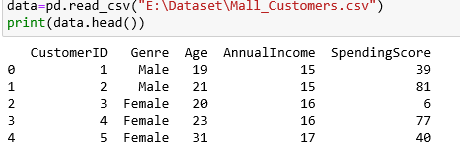 data=pd.read_csv("E:\Dataset\Mall_Customers.csv")
print(data.head())
CustomerID Genre Age AnnualIncome SpendingScore
0 1 Male 19 15 39
1 2 Male 21 15 81
2 3 Female 20 16 6
3 4 Female 23 16 77
4 5 Female 31 17 40